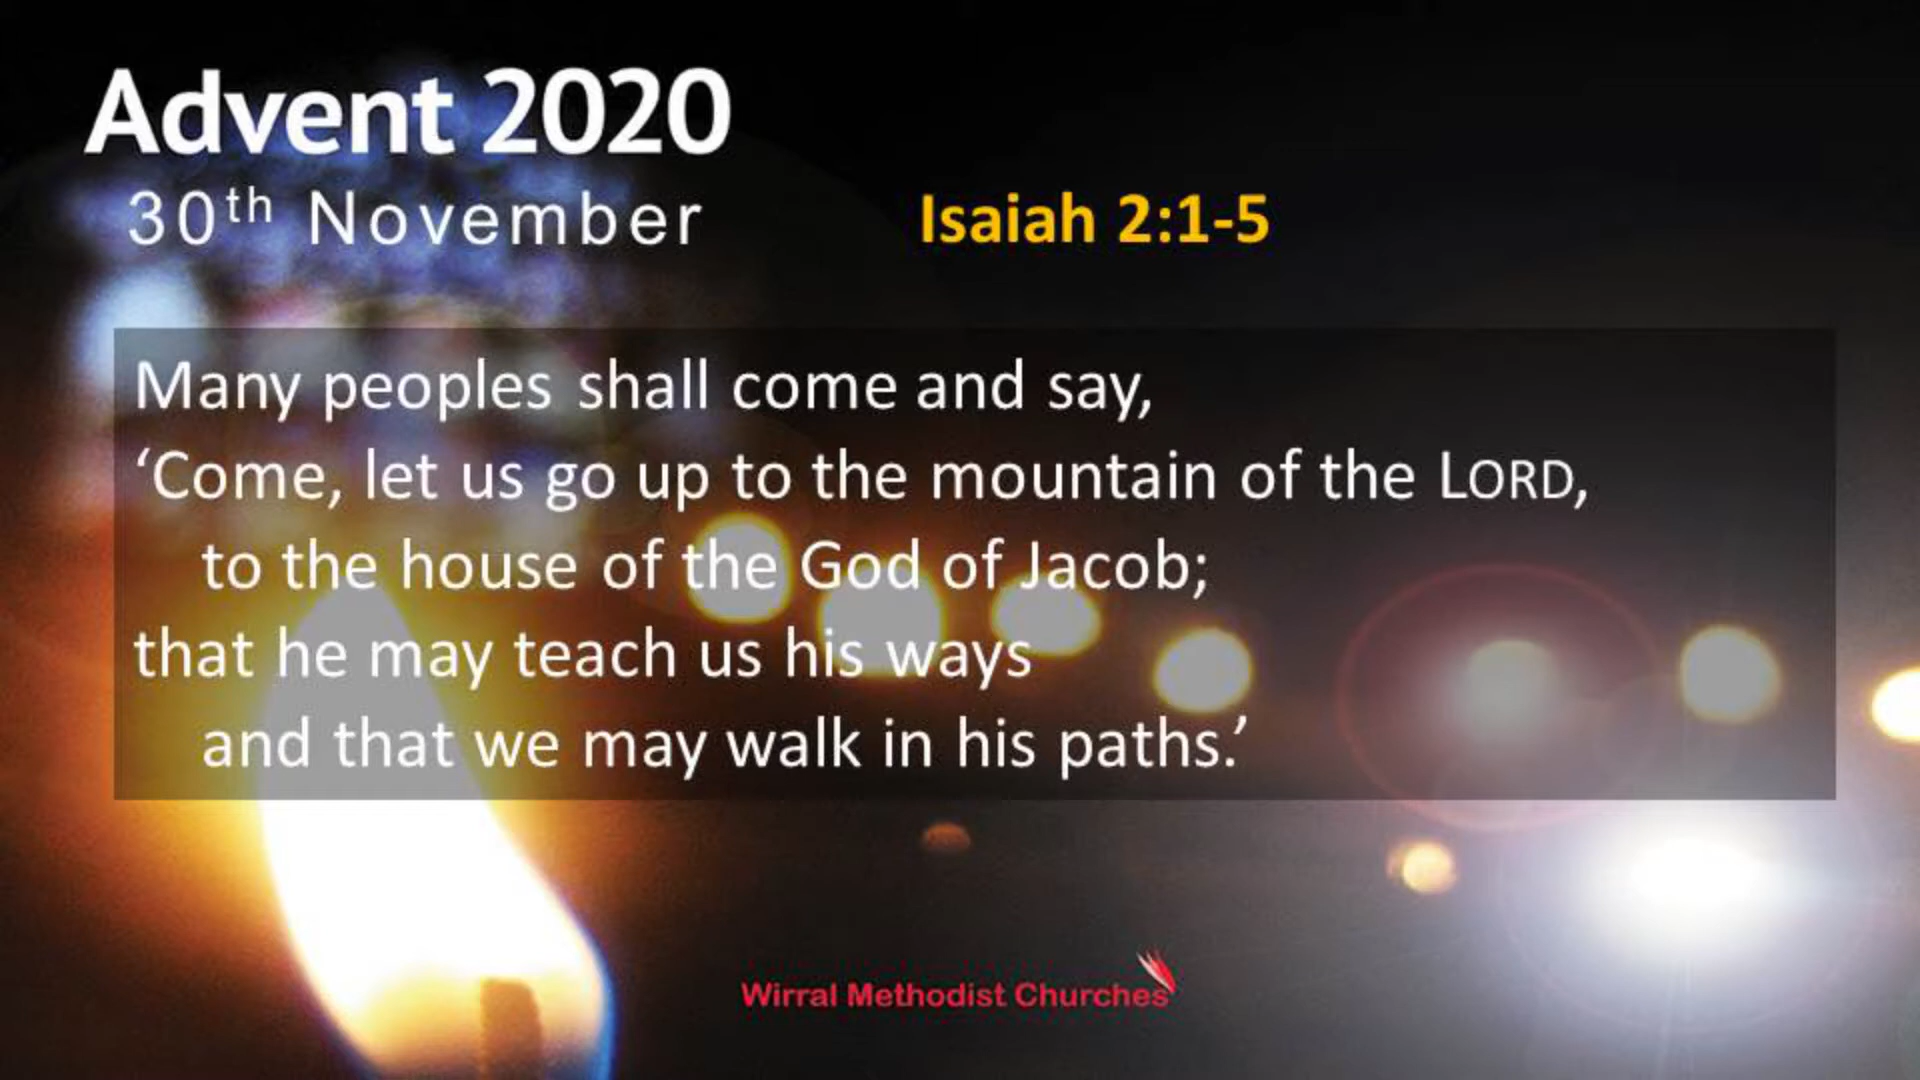 Advent 2020
30th November
Isaiah 2:1-5
Many peoples shall come and say,
‘Come, let us go up to the mountain of the LORD,
to the house of the God of Jacob;
that he may teach us his ways
and that we may walk in his paths.’
Wirral Methodist Churches